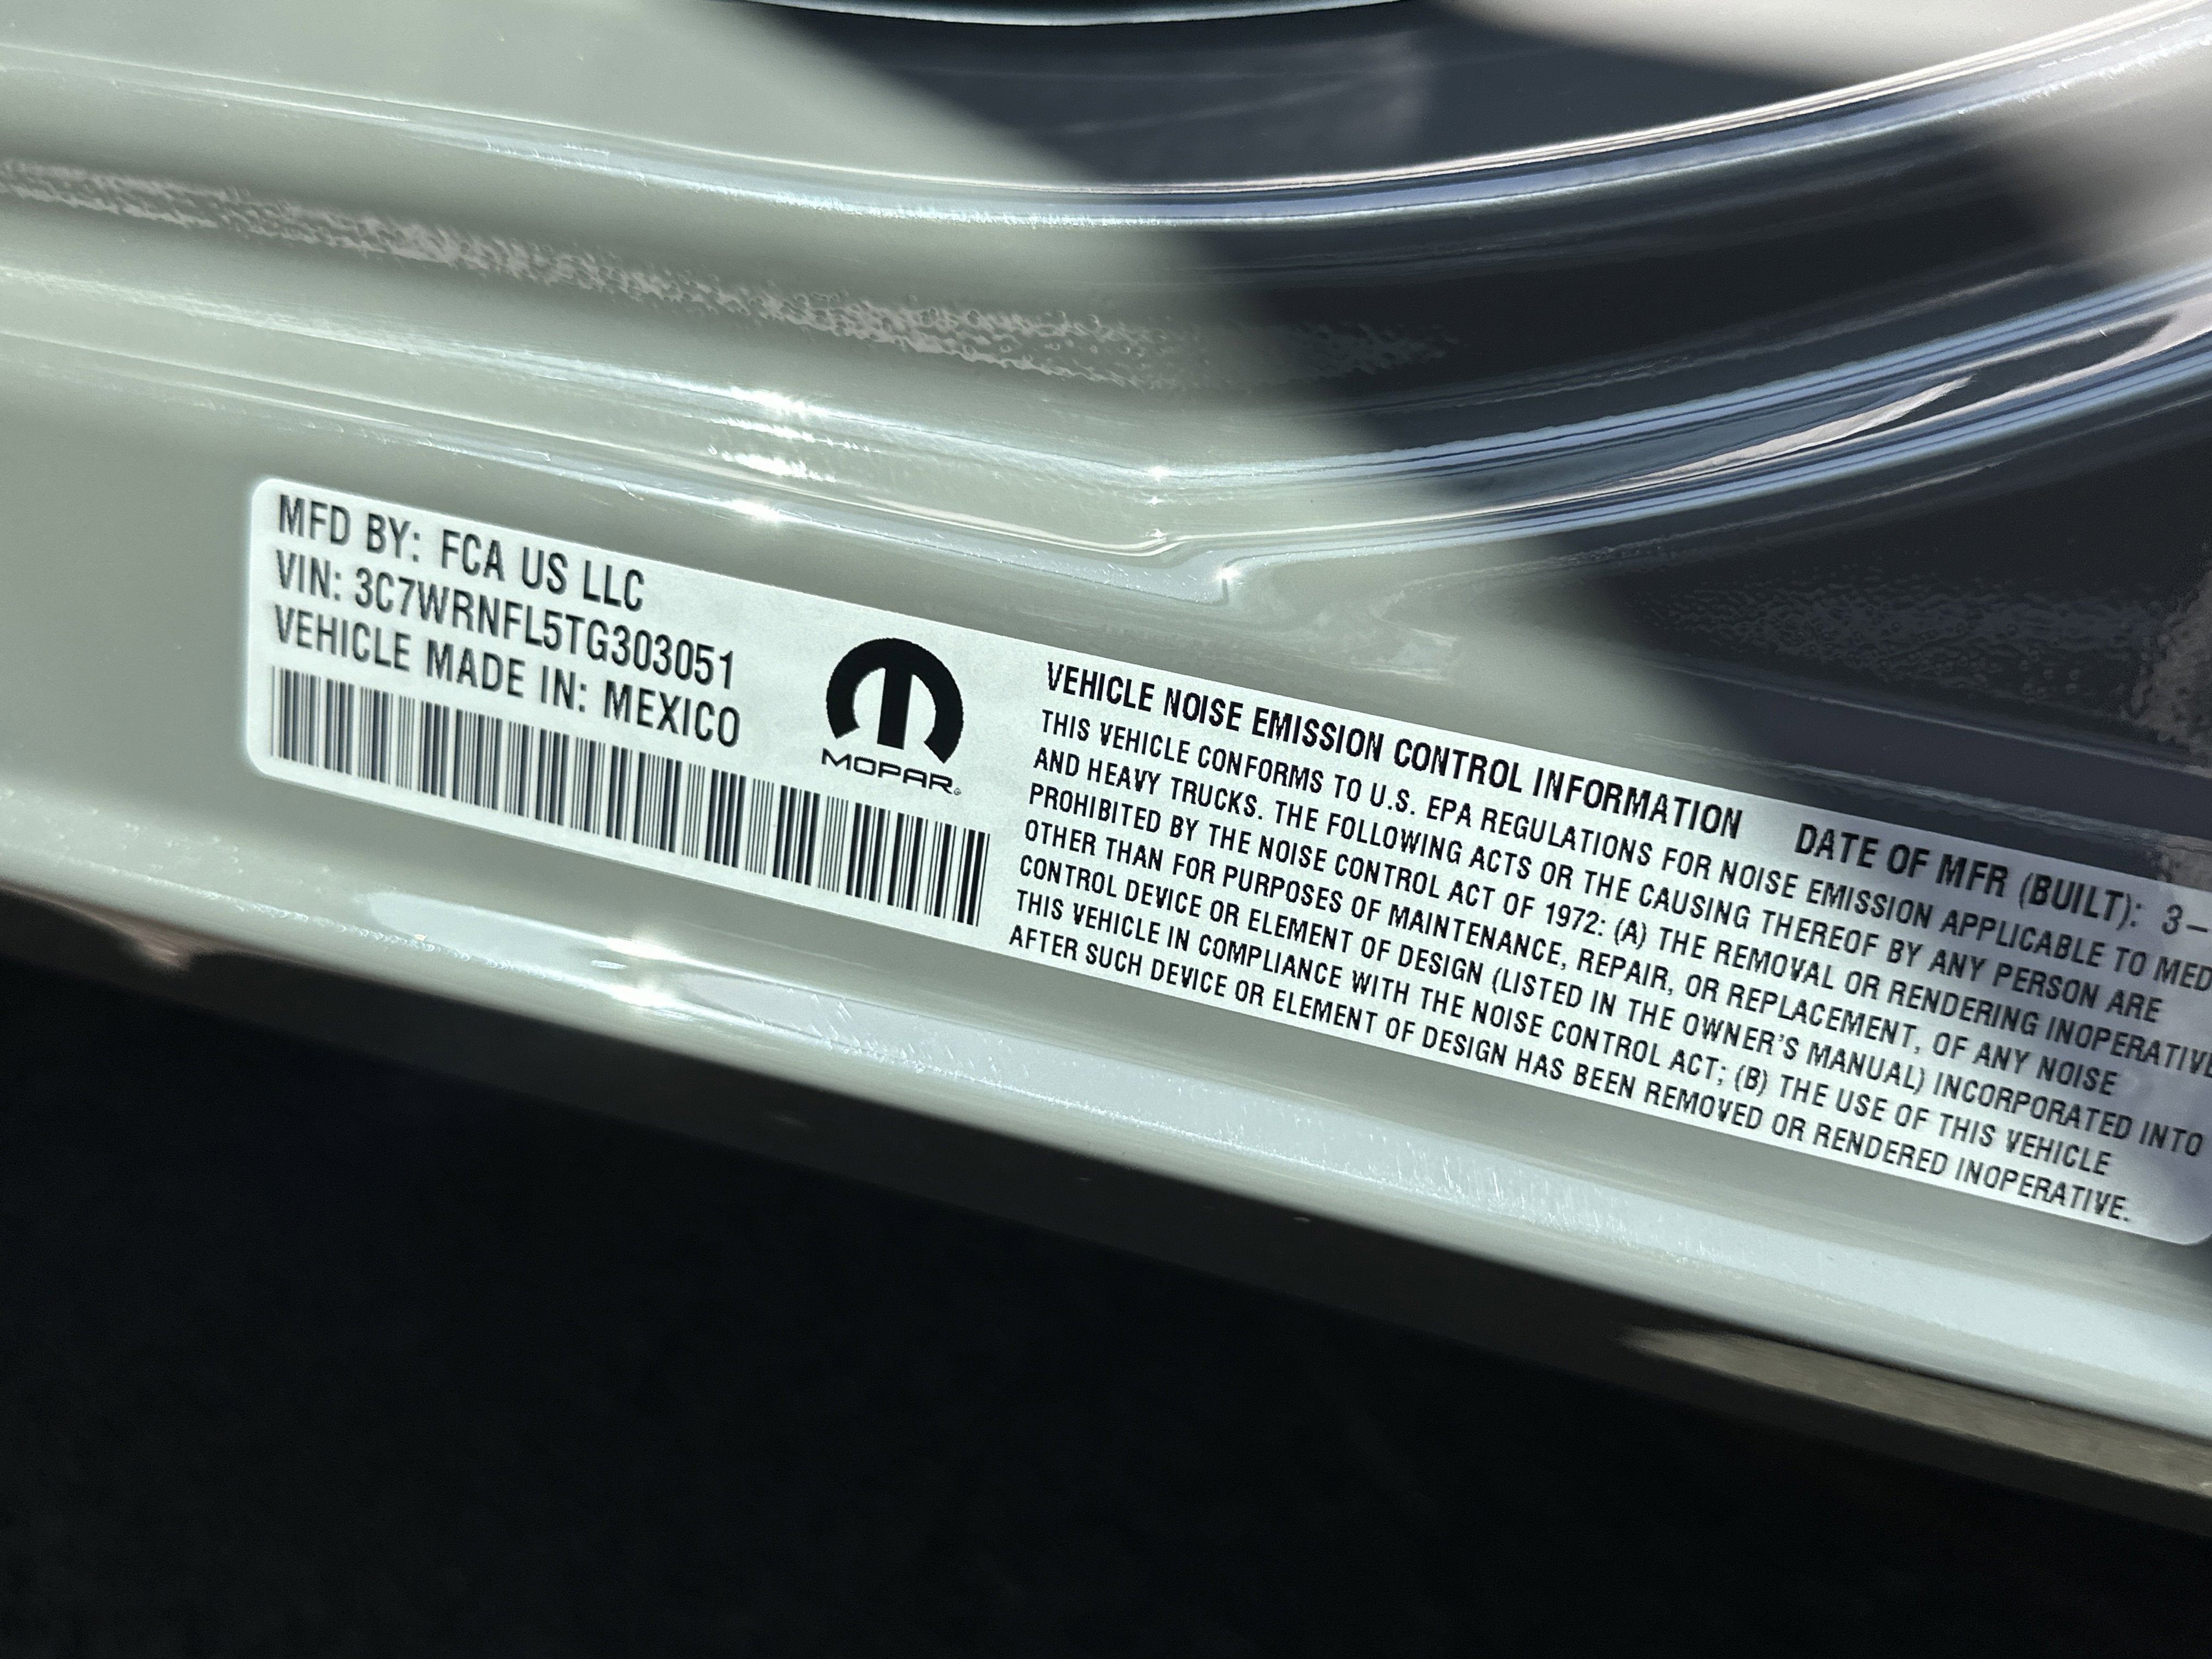 MFD BY: FCA US LLC
VIN: 3C7WRNFL5TG303051
VEHICLE MADE IN: MEXICO
MOPAR
VEHICLE NOISE EMISSION CONTROL INFORMATION DATE OF MFR (BUILT): 3–
THIS VEHICLE CONFORMS TO U.S. EPA REGULATIONS FOR NOISE EMISSION APPLICABLE TO MED
AND HEAVY TRUCKS. THE FOLLOWING ACTS OR THE CAUSING THEREOF BY ANY PERSON ARE
PROHIBITED BY THE NOISE CONTROL ACT OF 1972: (A) THE REMOVAL OR RENDERING INOPERATIVE
OTHER THAN FOR PURPOSES OF MAINTENANCE, REPAIR, OR REPLACEMENT, OF ANY NOISE
CONTROL DEVICE OR ELEMENT OF DESIGN (LISTED IN THE OWNER'S MANUAL) INCORPORATED INTO
THIS VEHICLE IN COMPLIANCE WITH THE NOISE CONTROL ACT; (B) THE USE OF THIS VEHICLE
AFTER SUCH DEVICE OR ELEMENT OF DESIGN HAS BEEN REMOVED OR RENDERED INOPERATIVE.